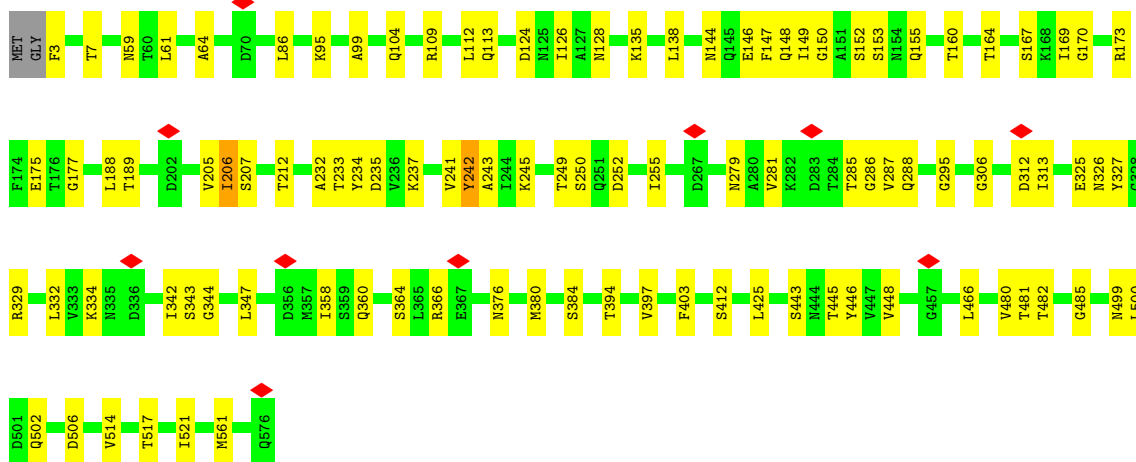 MET GLY F3 T7 N59 T60 L61 A64 D70 L86 K95 A99 Q104 R109 L112 Q113 D124 N125 I126 A127 N128 K135 L138 N144 Q145 E146 F147 Q148 I149 G150 A151 S152 S153 N154 Q155 T160 T164 S167 K168 I169 G170 R173
F174 E175 T176 G177 L188 T189 D202 V205 I206 S207 T212 A232 T233 Y234 D235 V236 K237 V241 Y242 A243 I244 K245 T249 S250 Q251 D252 I255 D267 N279 A280 V281 K282 D283 T284 T285 G286 V287 Q288 G295 G306 D312 I313 E325 N326 Y327 G328
R329 L332 V333 K334 N335 D336 I342 S343 G344 L347 D356 M357 I358 S359 Q360 S364 L365 R366 E367 N376 M380 S384 T394 V397 F403 S412 L425 S443 N444 T445 Y446 V447 V448 G457 L466 V480 T481 T482 G485 N499 L500
D501 Q502 D506 V514 T517 I521 M561 Q576